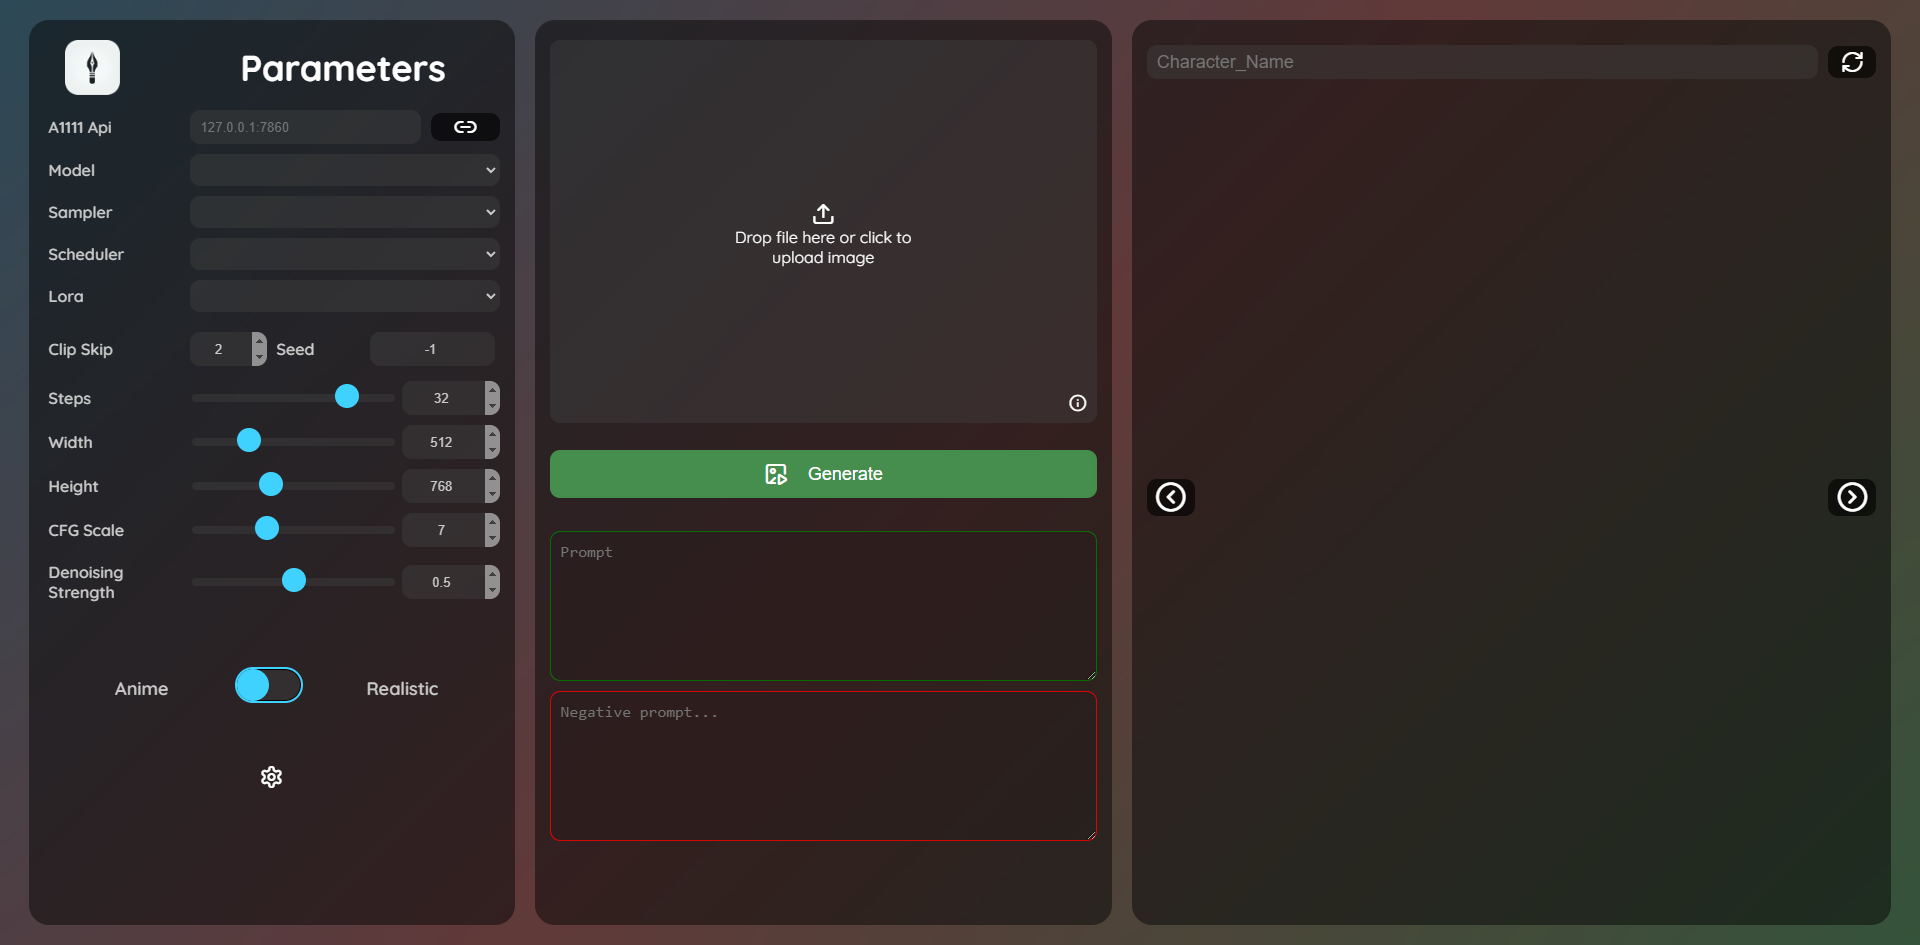 Parameters
A1111 Api
127.0.0.1:7860
Model
Sampler
Scheduler
Lora
Clip Skip
2
Seed
-1
Steps
32
Width
512
Height
768
CFG Scale
7
Denoising
Strength
0.5
Anime
Realistic
Drop file here or click to
upload image
Generate
Prompt
Negative prompt...
Character_Name